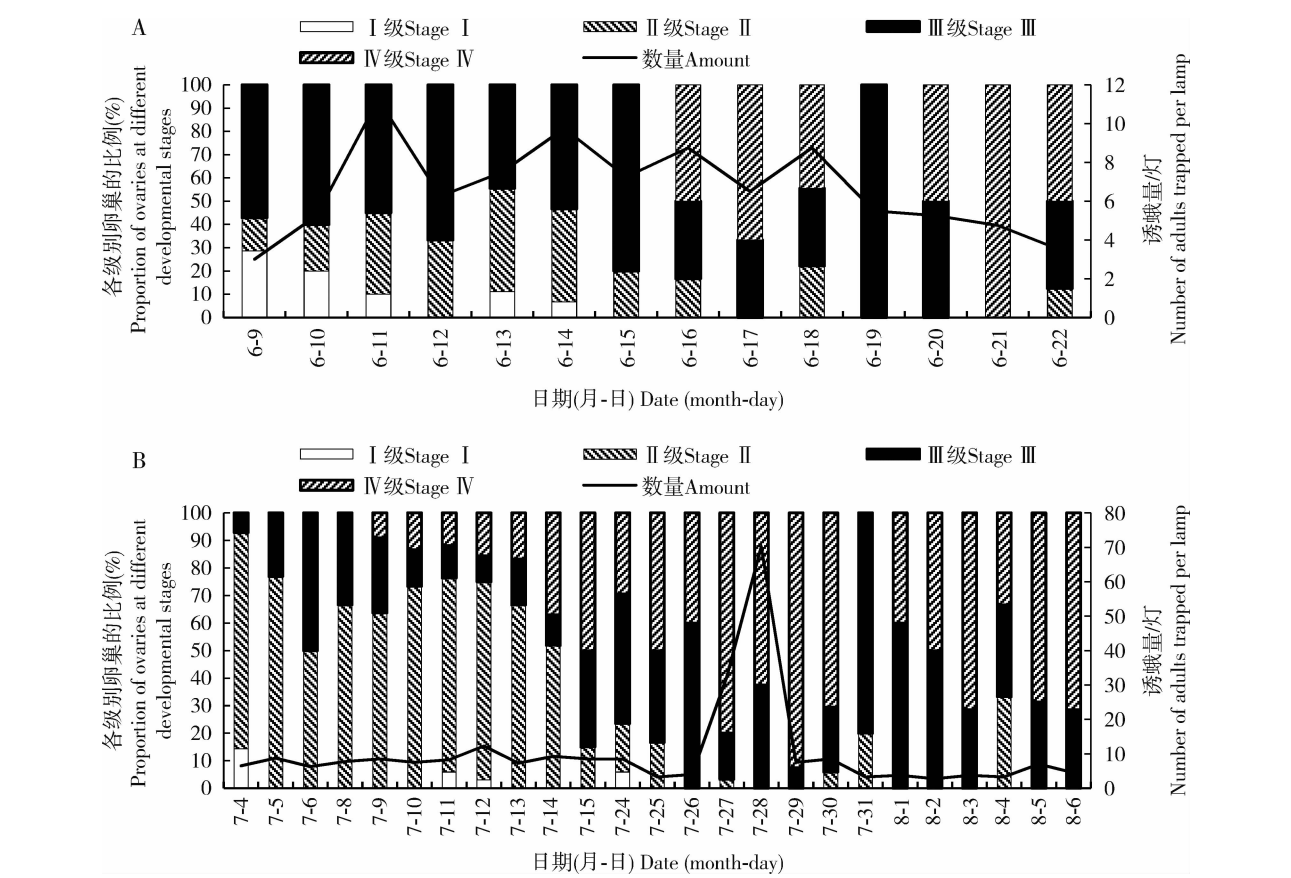 A
Ⅰ级Stage Ⅰ Ⅱ级Stage Ⅱ Ⅲ级Stage Ⅲ
Ⅳ级Stage Ⅳ 数量Amount
各级别卵巢的比例(%)
Proportion of ovaries at different
developmental stages
100
90
80
70
60
50
40
30
20
10
0
12
10
8
6
4
2
0
诱蛾量/灯
Number of adults trapped per lamp
6-9 6-10 6-11 6-12 6-13 6-14 6-15 6-16 6-17 6-18 6-19 6-20 6-21 6-22
日期(月-日) Date (month-day)
B
Ⅰ级Stage Ⅰ Ⅱ级Stage Ⅱ Ⅲ级Stage Ⅲ
Ⅳ级Stage Ⅳ 数量Amount
各级别卵巢的比例(%)
Proportion of ovaries at different
developmental stages
100
90
80
70
60
50
40
30
20
10
0
80
70
60
50
40
30
20
10
0
诱蛾量/灯
Number of adults trapped per lamp
7-4 7-5 7-6 7-8 7-9 7-10 7-11 7-12 7-13 7-14 7-15 7-24 7-25 7-26 7-27 7-28 7-29 7-30 7-31 8-1 8-2 8-3 8-4 8-5 8-6
日期(月-日) Date (month-day)